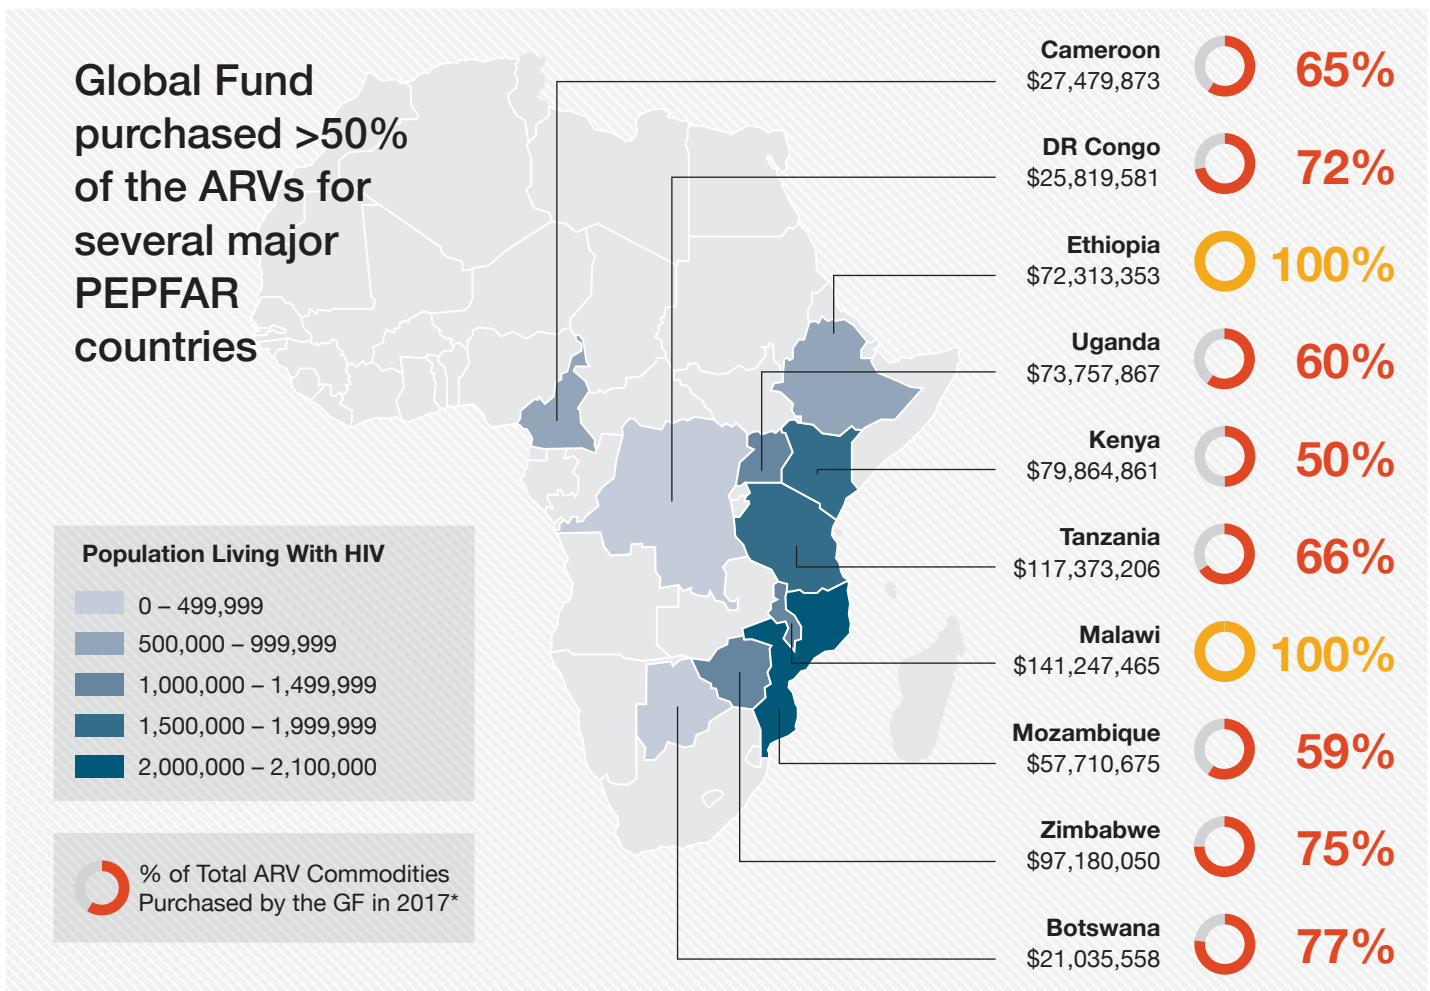 Global Fund
purchased >50%
of the ARVs for
several major
PEPFAR
countries
Cameroon
$27,479,873
65%
DR Congo
$25,819,581
72%
Ethiopia
$72,313,353
100%
Uganda
$73,757,867
60%
Kenya
$79,864,861
50%
Tanzania
$117,373,206
66%
Malawi
$141,247,465
100%
Mozambique
$57,710,675
59%
Zimbabwe
$97,180,050
75%
Botswana
$21,035,558
77%
Population Living With HIV
0 – 499,999
500,000 – 999,999
1,000,000 – 1,499,999
1,500,000 – 1,999,999
2,000,000 – 2,100,000
% of Total ARV Commodities
Purchased by the GF in 2017*